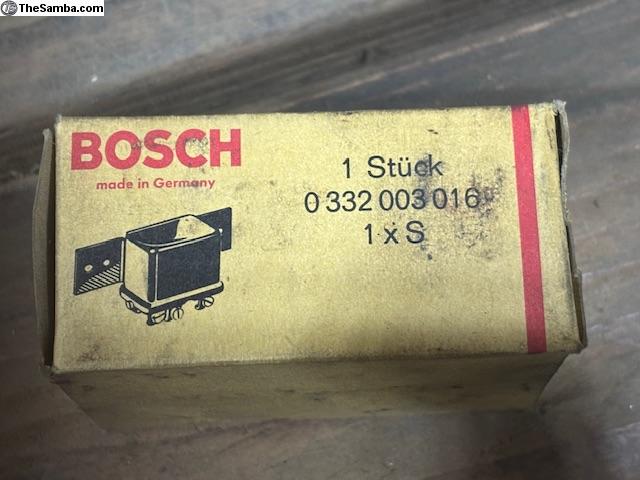 TheSamba.com
BOSCH
made in Germany
1 Stück
0 332 003 016
1 x S